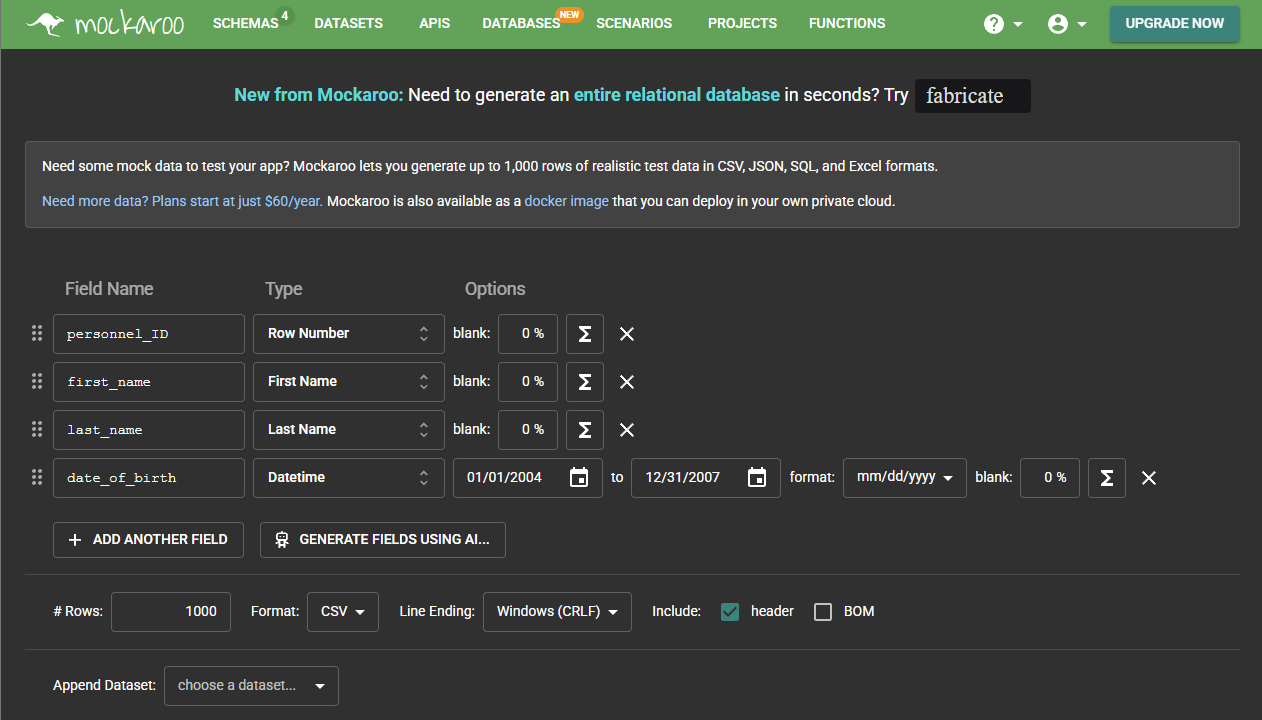 mockaroo SCHEMAS 4 DATASETS APIS DATABASES NEW SCENARIOS PROJECTS FUNCTIONS ? UPGRADE NOW
New from Mockaroo: Need to generate an entire relational database in seconds? Try fabricate
Need some mock data to test your app? Mockaroo lets you generate up to 1,000 rows of realistic test data in CSV, JSON, SQL, and Excel formats.
Need more data? Plans start at just $60/year. Mockaroo is also available as a docker image that you can deploy in your own private cloud.
Field Name Type Options
personnel_ID Row Number blank: 0 % Σ
first_name First Name blank: 0 % Σ
last_name Last Name blank: 0 % Σ
date_of_birth Datetime 01/01/2004 to 12/31/2007 format: mm/dd/yyyy blank: 0 % Σ
+ ADD ANOTHER FIELD GENERATE FIELDS USING AI...
# Rows: 1000 Format: CSV Line Ending: Windows (CRLF) Include: header BOM
Append Dataset: choose a dataset...